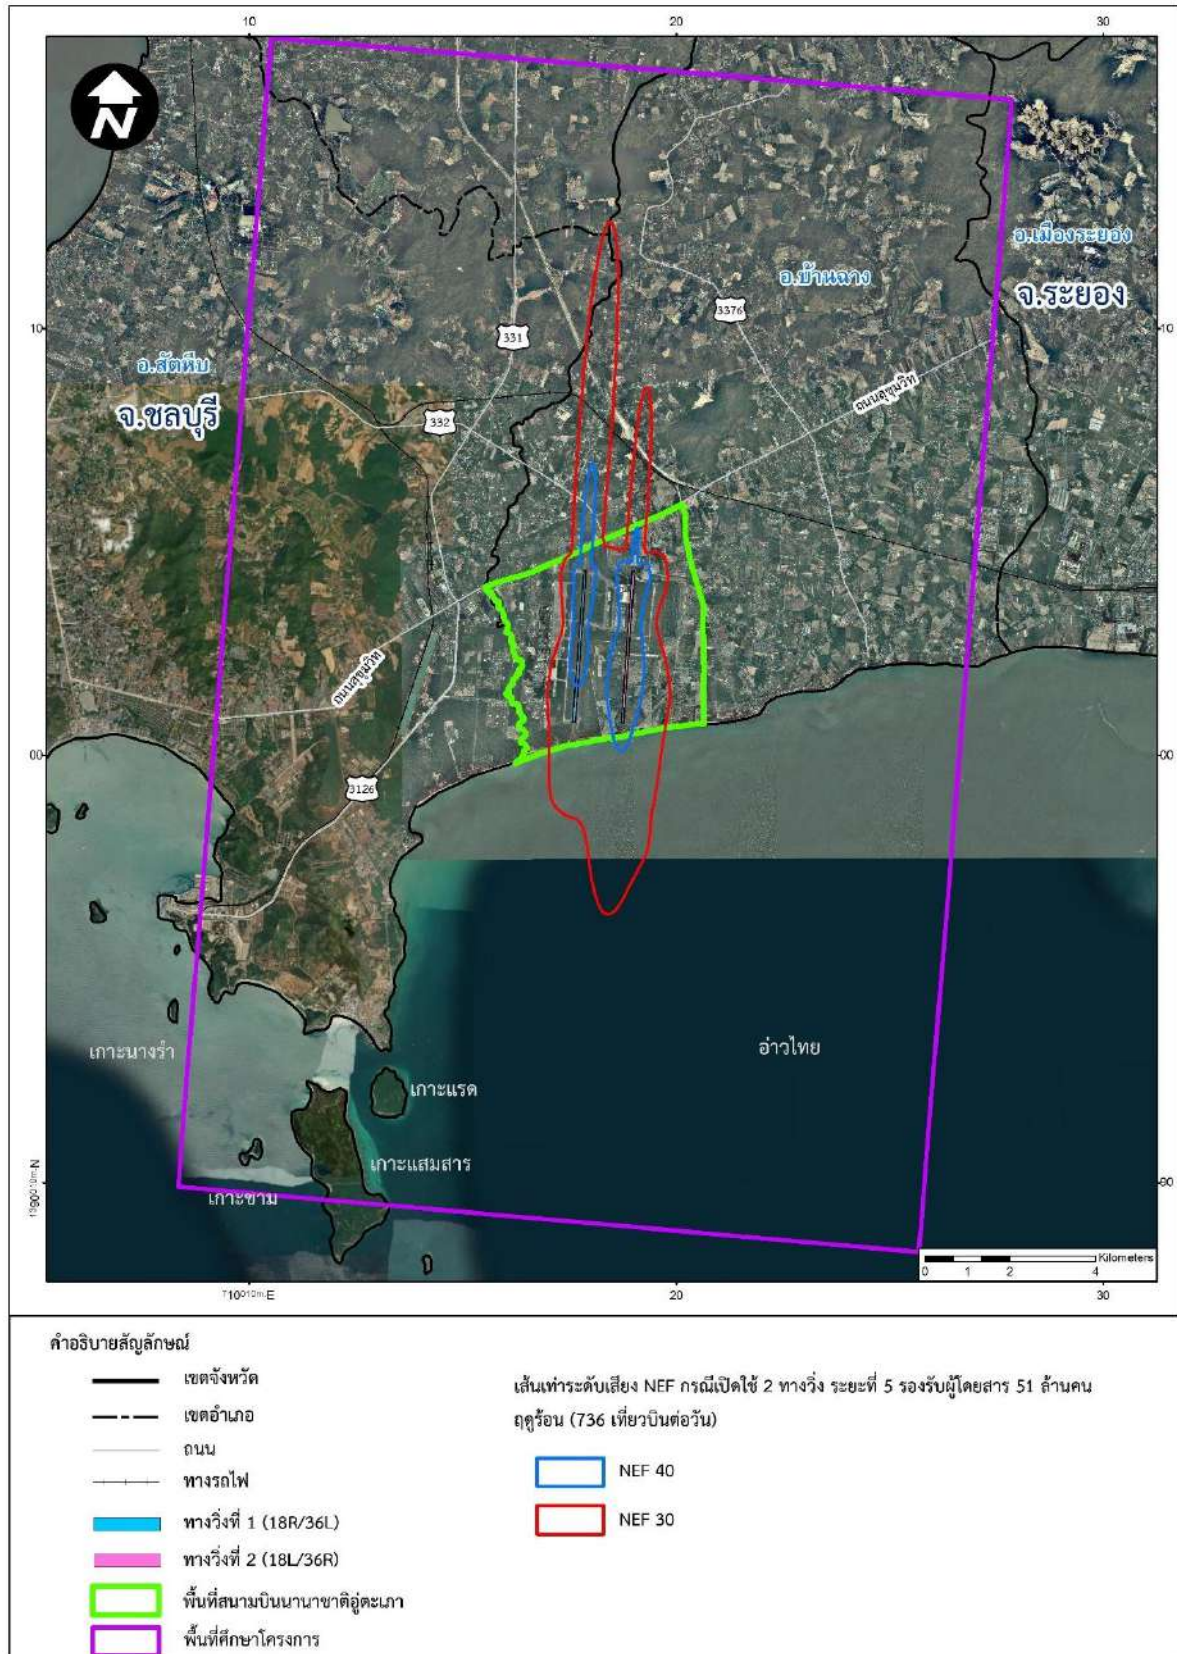 10 20 30
N
อ.เมืองระยอง
อ.บ้านฉาง
จ.ระยอง
3376
10 331 10
อ.สัตหีบ
ถนนสุขุมวิท
จ.ชลบุรี
332
ถนนสุขุมวิท
00 00
3126
เกาะนางรำ
อ่าวไทย
เกาะแรด
เกาะแสมสาร
เกาะขาม
1390010m.N
90
Kilometers
0 1 2 4
710010m.E 20 30
คำอธิบายสัญลักษณ์
เขตจังหวัด
เขตอำเภอ
ถนน
ทางรถไฟ
ทางวิ่งที่ 1 (18R/36L)
ทางวิ่งที่ 2 (18L/36R)
พื้นที่สนามบินนานาชาติอู่ตะเภา
พื้นที่ศึกษาโครงการ
เส้นเท่าระดับเสียง NEF กรณีเปิดใช้ 2 ทางวิ่ง ระยะที่ 5 รองรับผู้โดยสาร 51 ล้านคน
ฤดูร้อน (736 เที่ยวบินต่อวัน)
NEF 40
NEF 30